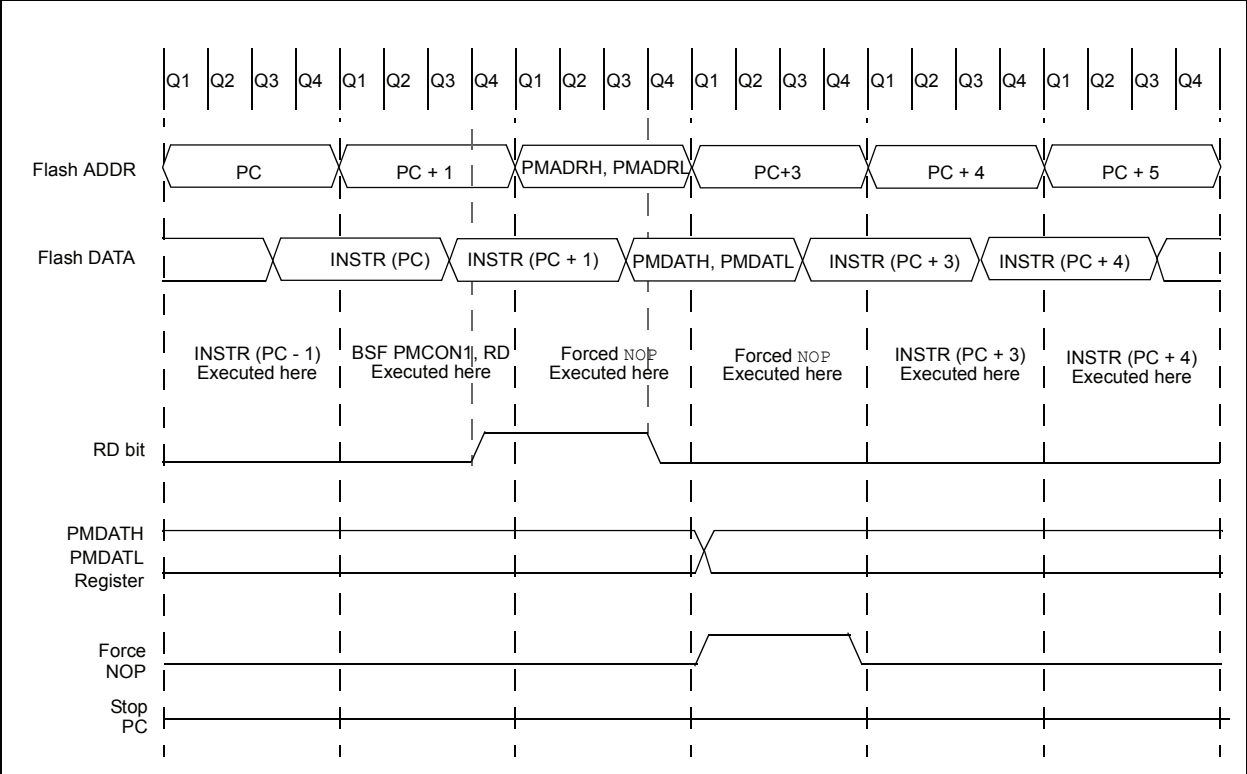 Q1 Q2 Q3 Q4 Q1 Q2 Q3 Q4 Q1 Q2 Q3 Q4 Q1 Q2 Q3 Q4 Q1 Q2 Q3 Q4 Q1 Q2 Q3 Q4
Flash ADDR PC PC + 1 PMADRH, PMADRL PC+3 PC + 4 PC + 5
Flash DATA INSTR (PC) INSTR (PC + 1) PMDATH, PMDATL INSTR (PC + 3) INSTR (PC + 4)
INSTR (PC - 1)
Executed here
BSF PMCON1, RD
Executed here
Forced NOP
Executed here
Forced NOP
Executed here
INSTR (PC + 3)
Executed here
INSTR (PC + 4)
Executed here
RD bit
PMDATH
PMDATL
Register
Force
NOP
Stop
PC